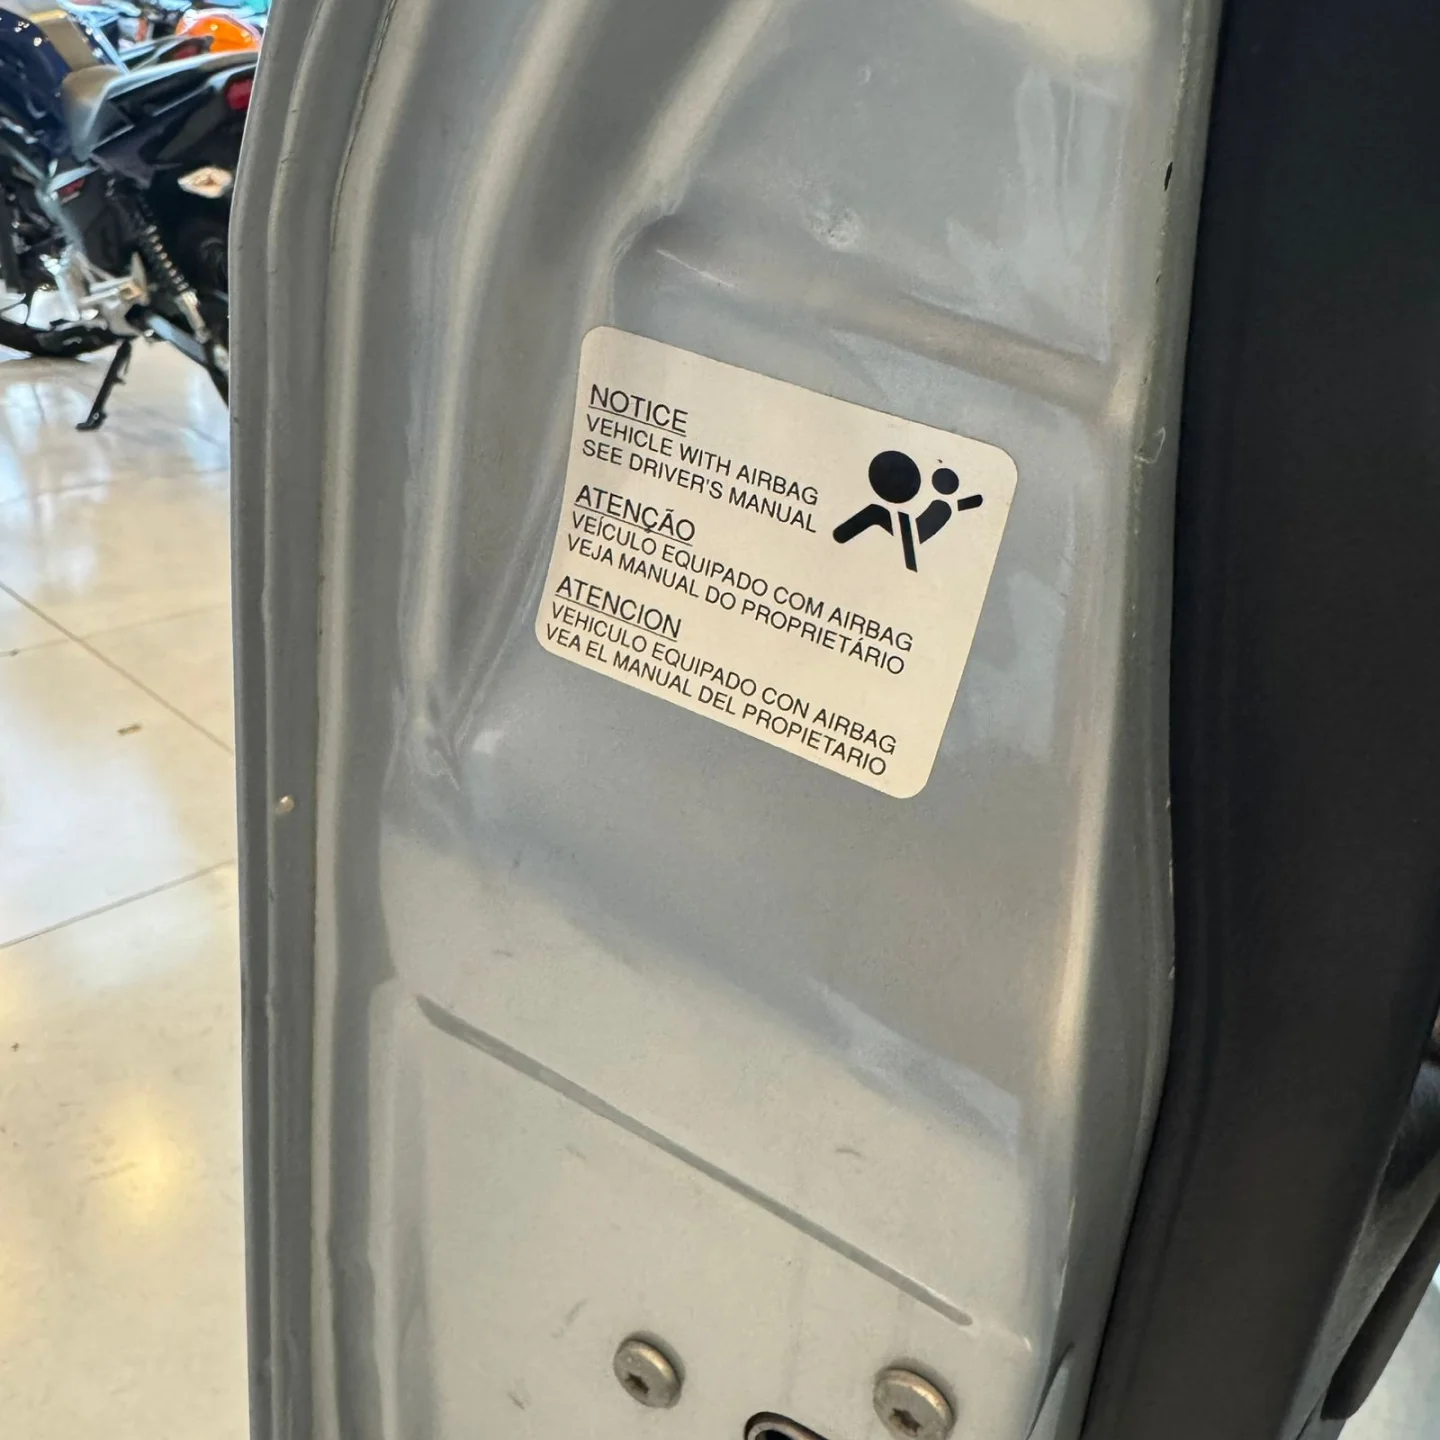 NOTICE
VEHICLE WITH AIRBAG
SEE DRIVER'S MANUAL
ATENÇÃO
VEÍCULO EQUIPADO COM AIRBAG
VEJA MANUAL DO PROPRIETÁRIO
ATENCION
VEHICULO EQUIPADO CON AIRBAG
VEA EL MANUAL DEL PROPIETARIO